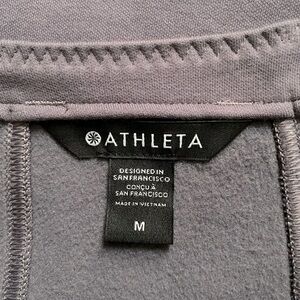 ATHLETA
DESIGNED IN
SAN FRANCISCO
CONÇU À
SAN FRANCISCO
MADE IN VIETNAM
M